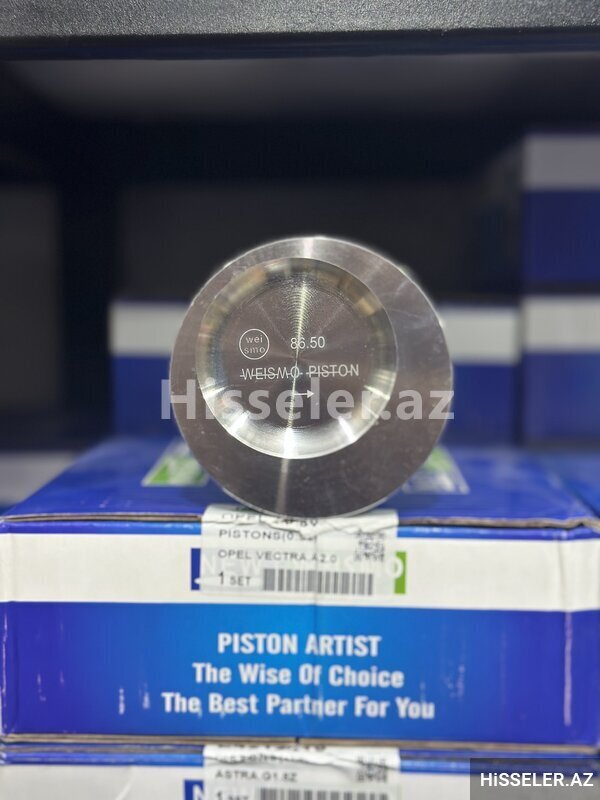 wei
smo
86.50
WEISMO PISTON
Hisseler.az
PISTONS(0.
OPEL VECTRA.A2.0
1 SET
PISTON ARTIST
The Wise Of Choice
The Best Partner For You
ASTRA.G1.6Z
HiSSELER.AZ